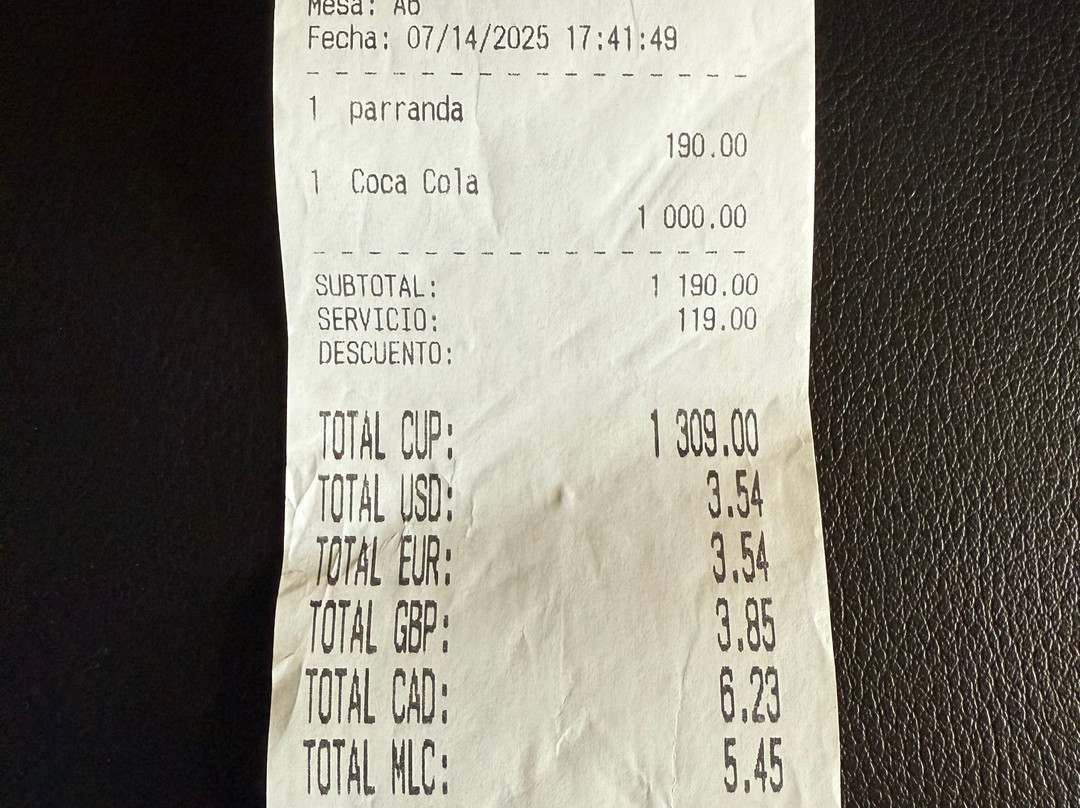 Mesa: A6
Fecha: 07/14/2025 17:41:49
- - - - - - - - - - - - - - - -
1 parranda
190.00
1 Coca Cola
1 000.00
- - - - - - - - - - - - - - - -
SUBTOTAL: 1 190.00
SERVICIO: 119.00
DESCUENTO:
TOTAL CUP: 1 309.00
TOTAL USD: 3.54
TOTAL EUR: 3.54
TOTAL GBP: 3.85
TOTAL CAD: 6.23
TOTAL MLC: 5.45